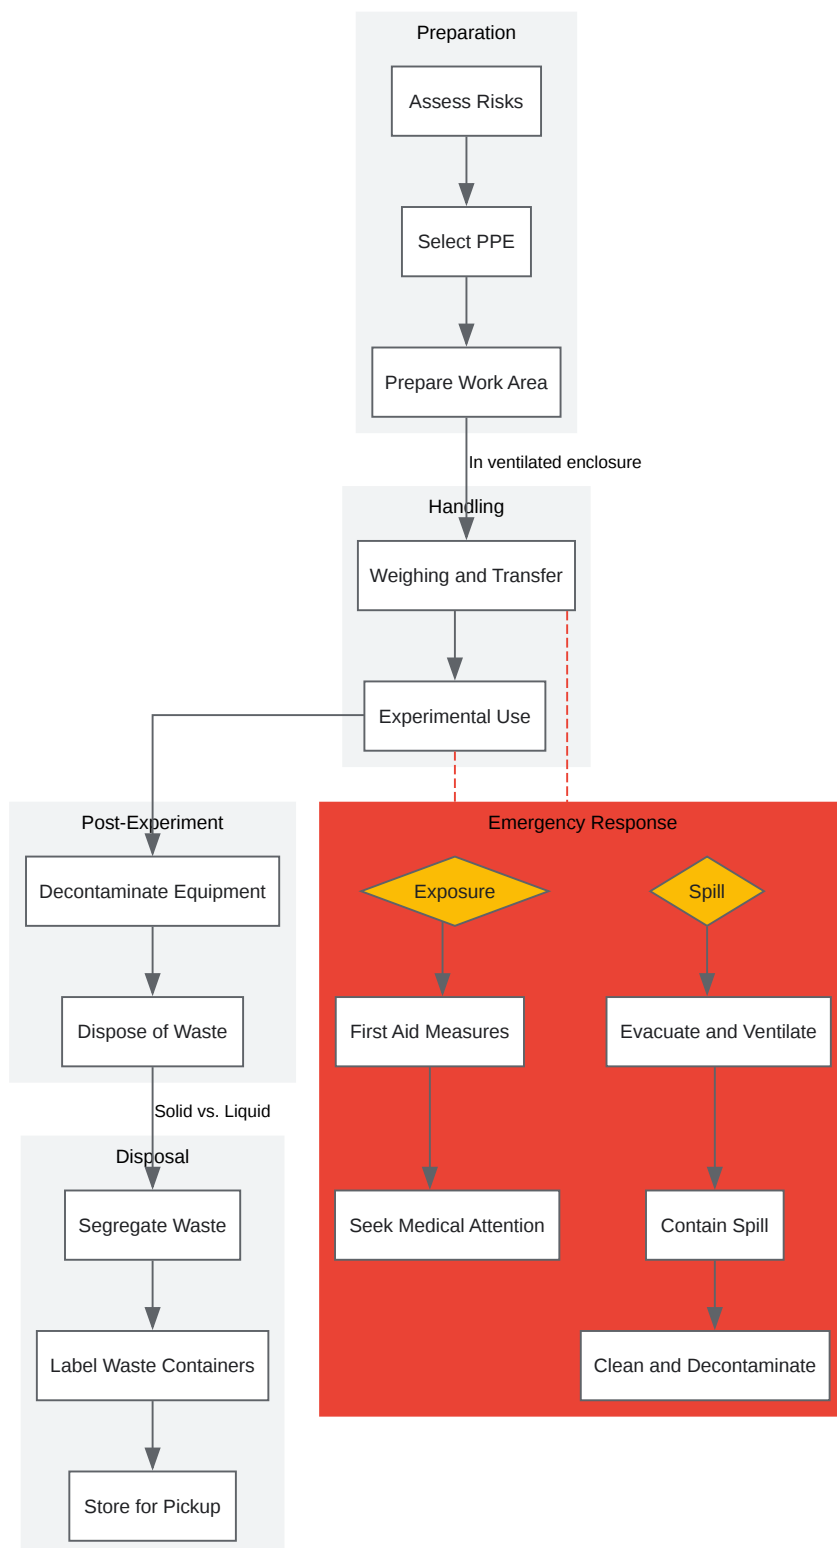 Preparation
Assess Risks
Select PPE
Prepare Work Area
In ventilated enclosure
Handling
Weighing and Transfer
Experimental Use
Post-Experiment
Decontaminate Equipment
Dispose of Waste
Solid vs. Liquid
Disposal
Segregate Waste
Label Waste Containers
Store for Pickup
Emergency Response
Exposure
First Aid Measures
Seek Medical Attention
Spill
Evacuate and Ventilate
Contain Spill
Clean and Decontaminate